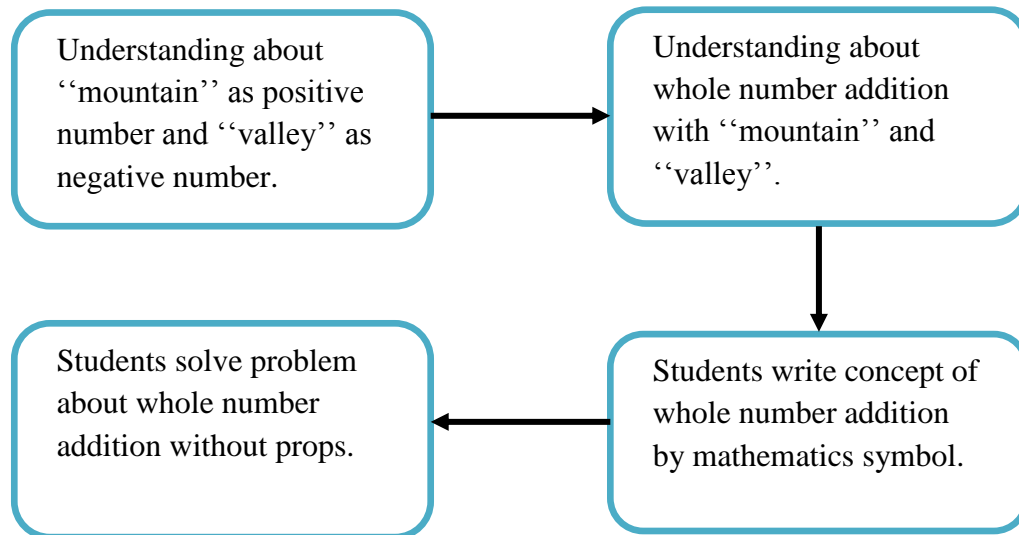 Understanding about
‘‘mountain’’ as positive
number and ‘‘valley’’ as
negative number.
Understanding about
whole number addition
with ‘‘mountain’’ and
‘‘valley’’.
Students write concept of
whole number addition
by mathematics symbol.
Students solve problem
about whole number
addition without props.